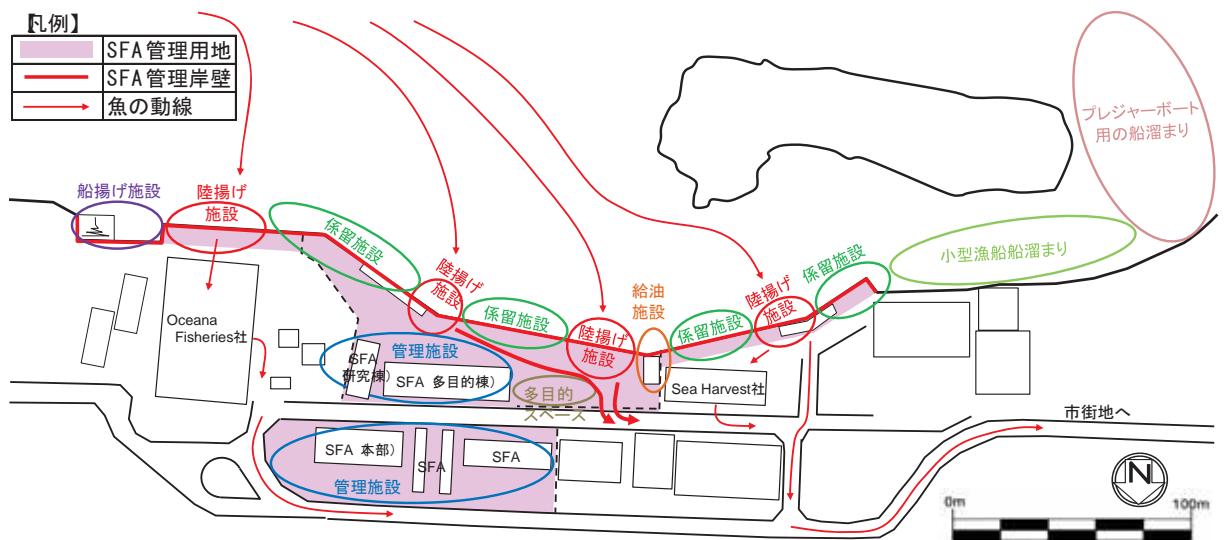 【凡例】
SFA管理用地
SFA管理岸壁
魚の動線
プレジャーボート
用の船溜まり
船揚げ施設
陸揚げ
施設
係留施設
陸揚げ
施設
係留施設
陸揚げ
施設
給油
施設
係留施設
陸揚げ
施設
係留施設
小型漁船船溜まり
Oceana
Fisheries社
管理施設
SFA
研究棟)
SFA 多目的棟)
多目的
スペース
Sea Harvest社
市街地へ
SFA 本部)
SFA
SFA
管理施設
N
0m
100m